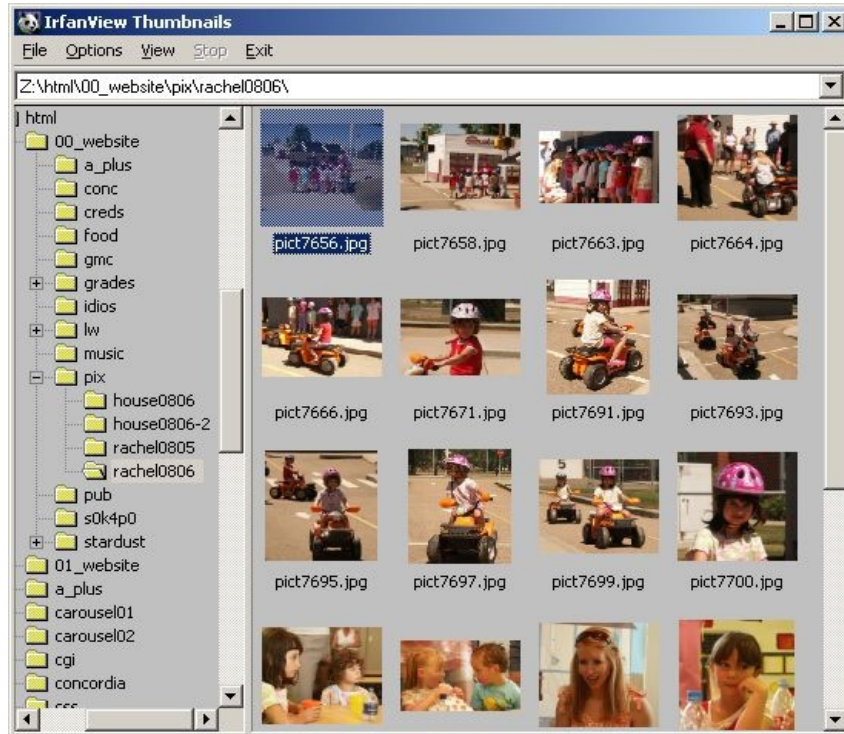 IrfanView Thumbnails
File Options View Stop Exit
Z:\html\00_website\pix\rachel0806\
html
00_website
a_plus
conc
creds
food
gmc
grades
idios
lw
music
pix
house0806
house0806-2
rachel0805
rachel0806
pub
s0k4p0
stardust
01_website
a_plus
carousel01
carousel02
cgi
concordia
css
pict7656.jpg pict7658.jpg pict7663.jpg pict7664.jpg
pict7666.jpg pict7671.jpg pict7691.jpg pict7693.jpg
5
pict7695.jpg pict7697.jpg pict7699.jpg pict7700.jpg